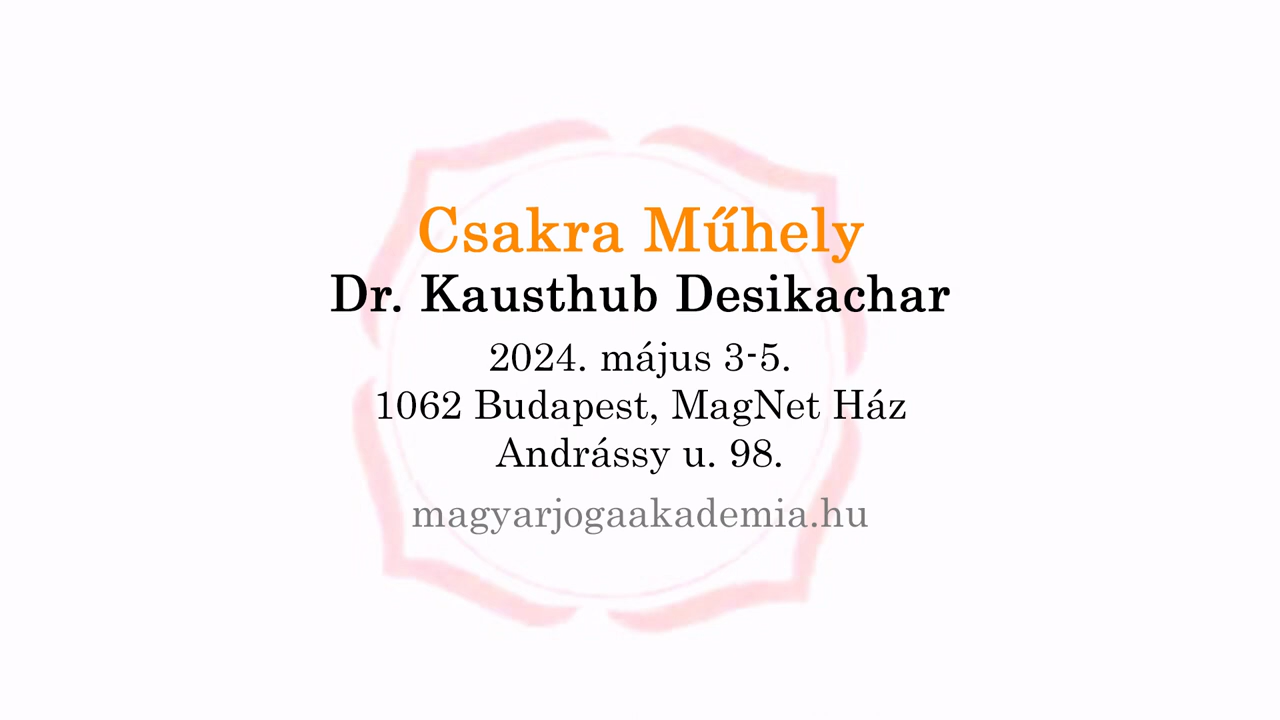 Csakra Műhely
Dr. Kausthub Desikachar
2024. május 3-5.
1062 Budapest, MagNet Ház
Andrássy u. 98.
magyarjogaakademia.hu